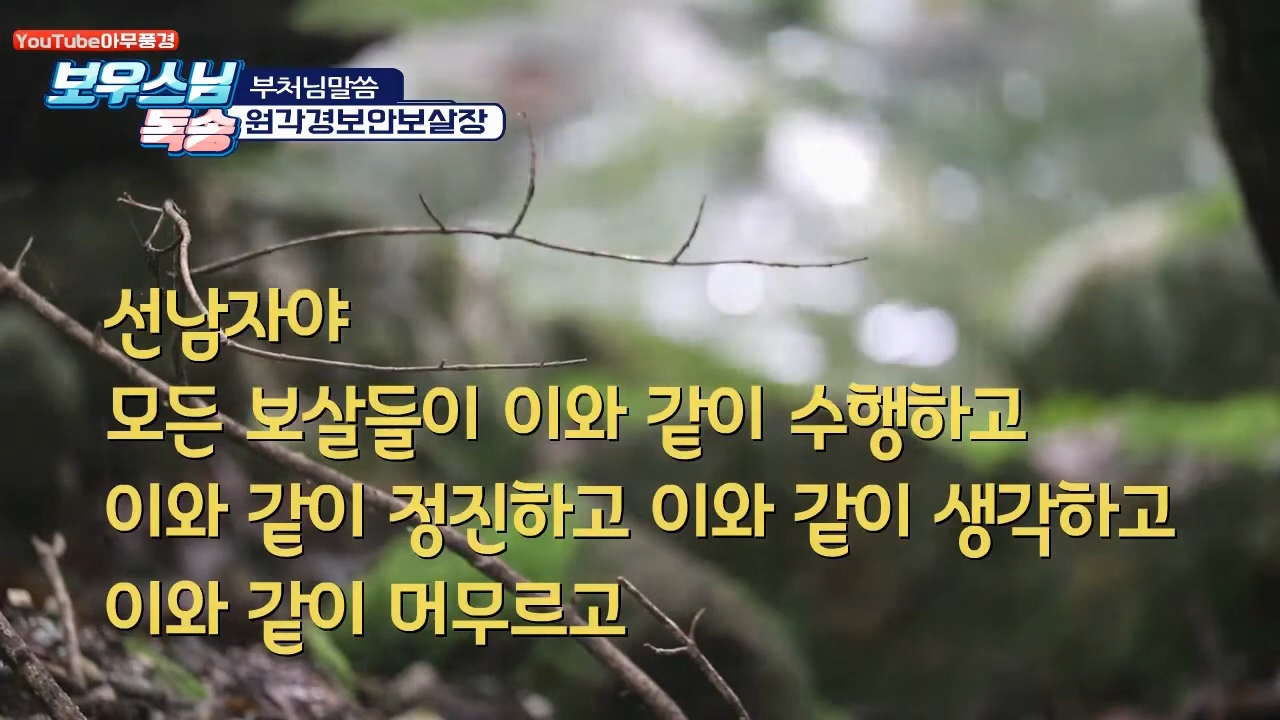 YouTube아무풍경
보우스님 부처님말씀
독송 원각경보안보살장
선남자야
모든 보살들이 이와 같이 수행하고
이와 같이 정진하고 이와 같이 생각하고
이와 같이 머무르고